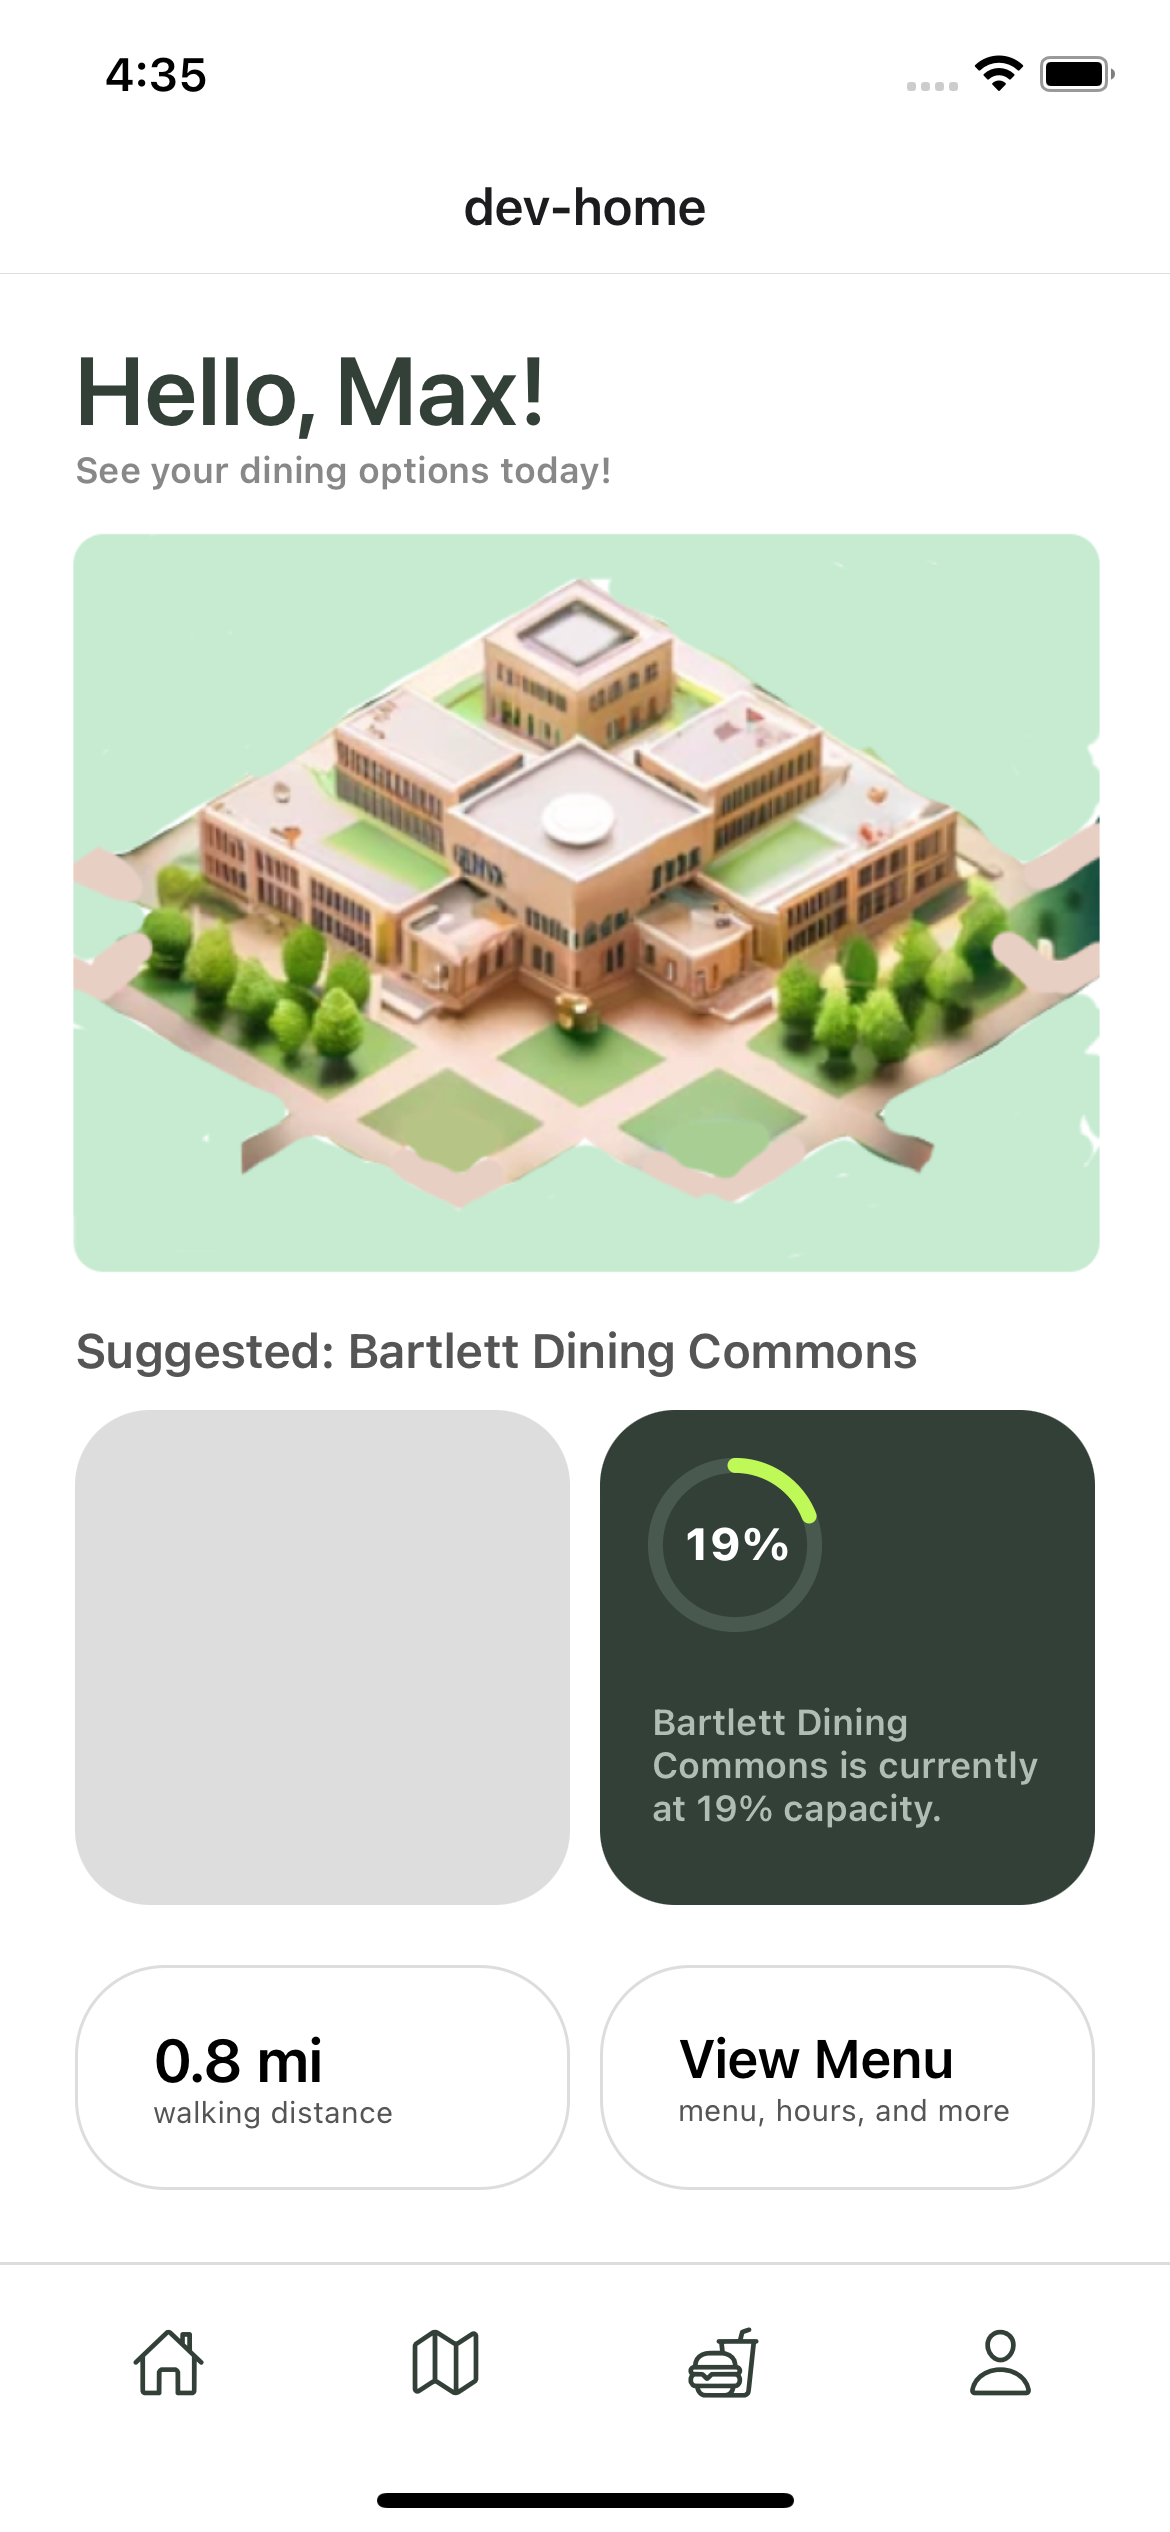 4:35
dev-home
Hello, Max!
See your dining options today!
Suggested: Bartlett Dining Commons
19%
Bartlett Dining
Commons is currently
at 19% capacity.
0.8 mi
walking distance
View Menu
menu, hours, and more